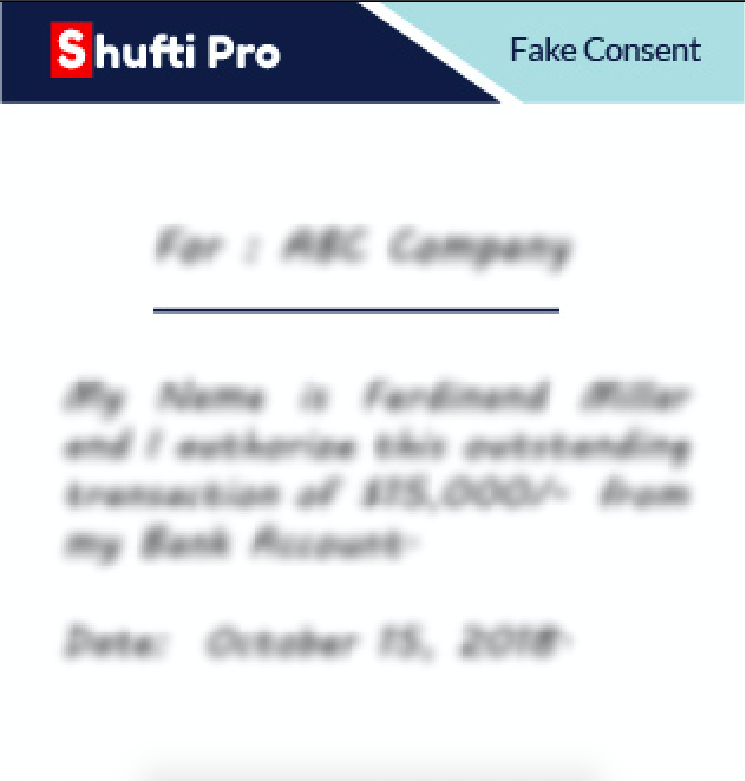 Shufti Pro
Fake Consent
For : ABC Company
My Name is Ferdinand Miller
and I authorize this outstanding
transaction of $15,000/- from
my Bank Account.
Date: October 15, 2018.